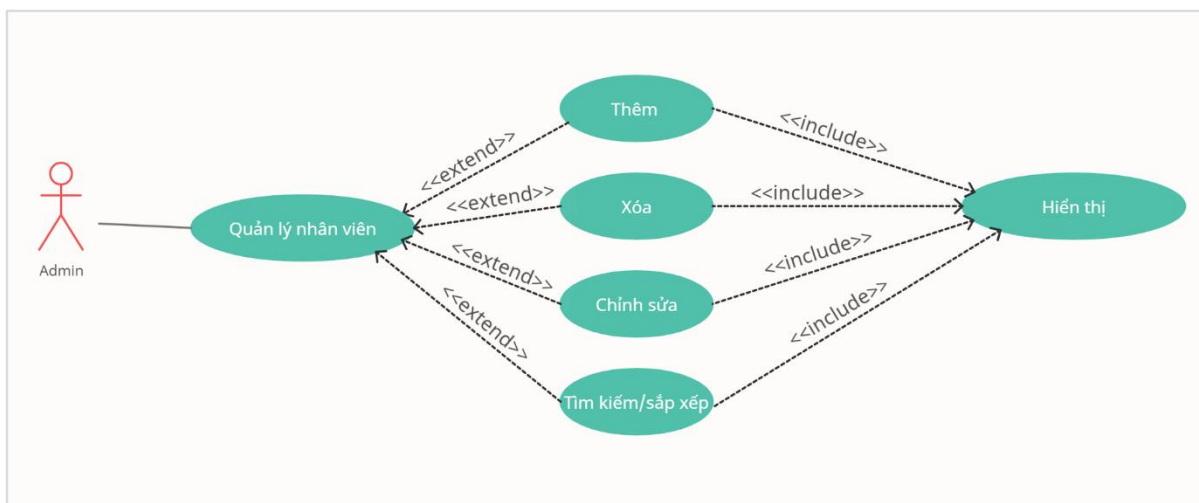 Thêm
<<extend>>
<<include>>
<<extend>>
Xóa
<<include>>
Hiển thị
Admin
Quản lý nhân viên
<<extend>>
Chỉnh sửa
<<include>>
<<extend>>
<<include>>
Tìm kiếm/sắp xếp